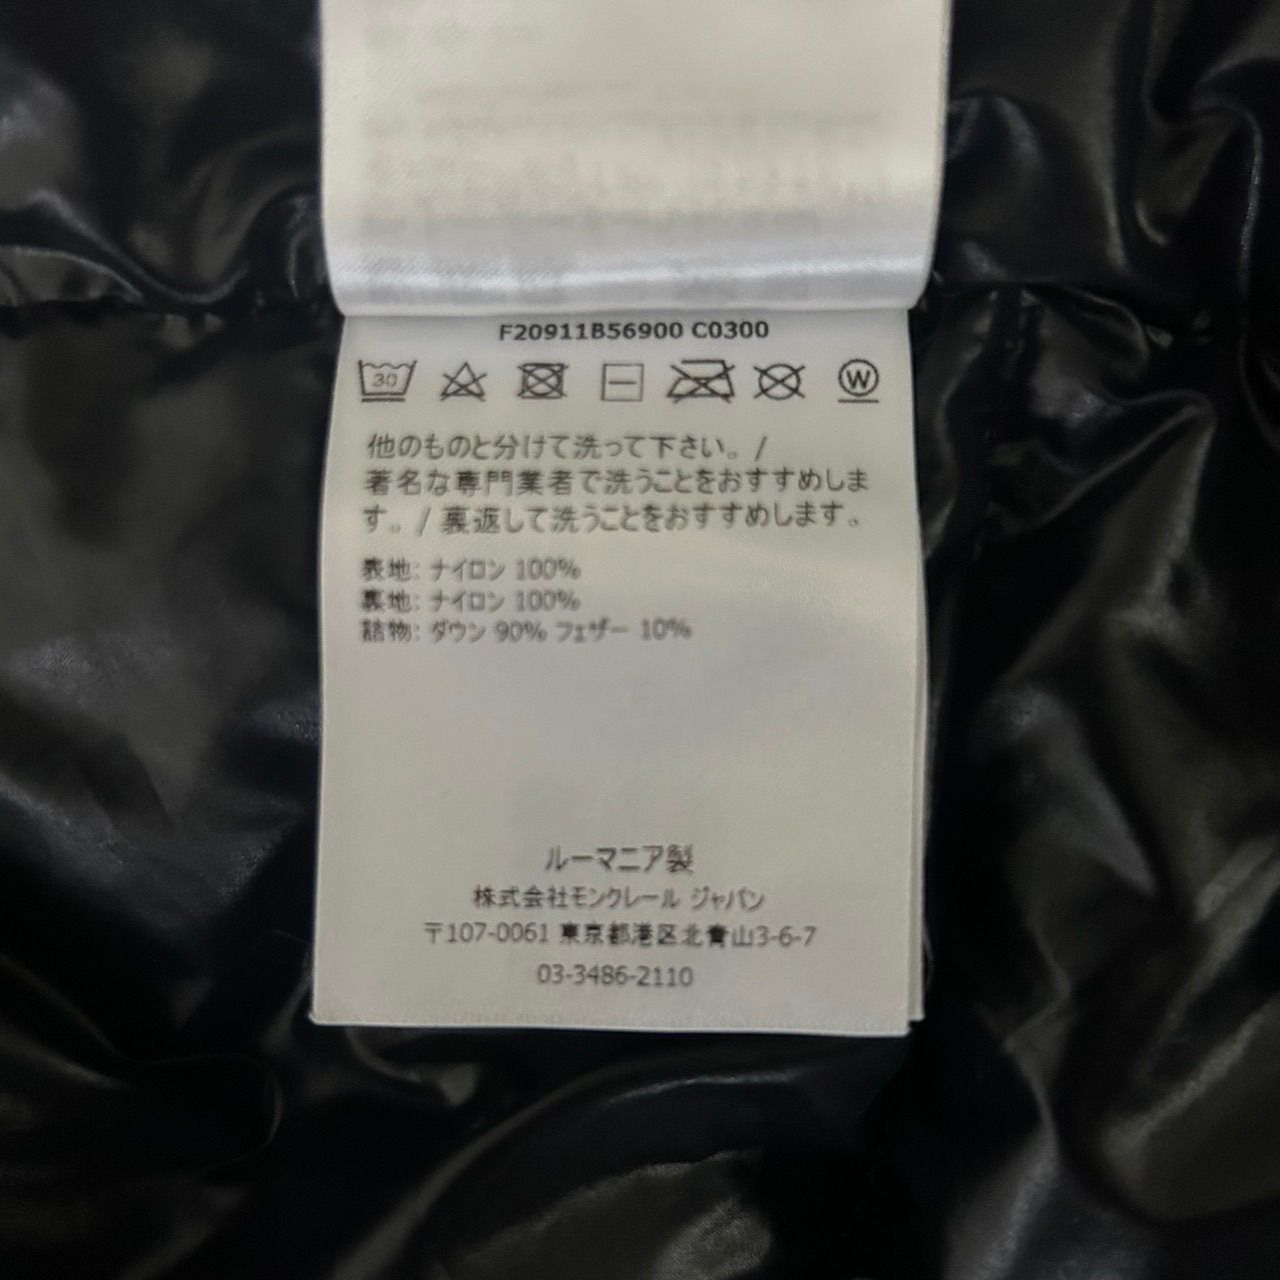 F20911B56900 C0300
30
W
他のものと分けて洗って下さい。/
著名な専門業者で洗うことをおすすめしま
す。/ 裏返して洗うことをおすすめします。
表地: ナイロン 100%
裏地: ナイロン 100%
詰物: ダウン 90% フェザー 10%
ルーマニア製
株式会社モンクレール ジャパン
〒107-0061 東京都港区北青山3-6-7
03-3486-2110